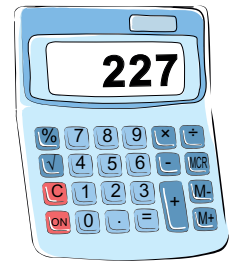 227
% 7 8 9 × ÷
√ 4 5 6 - MCR
C 1 2 3 + M-
ON 0 . = M+